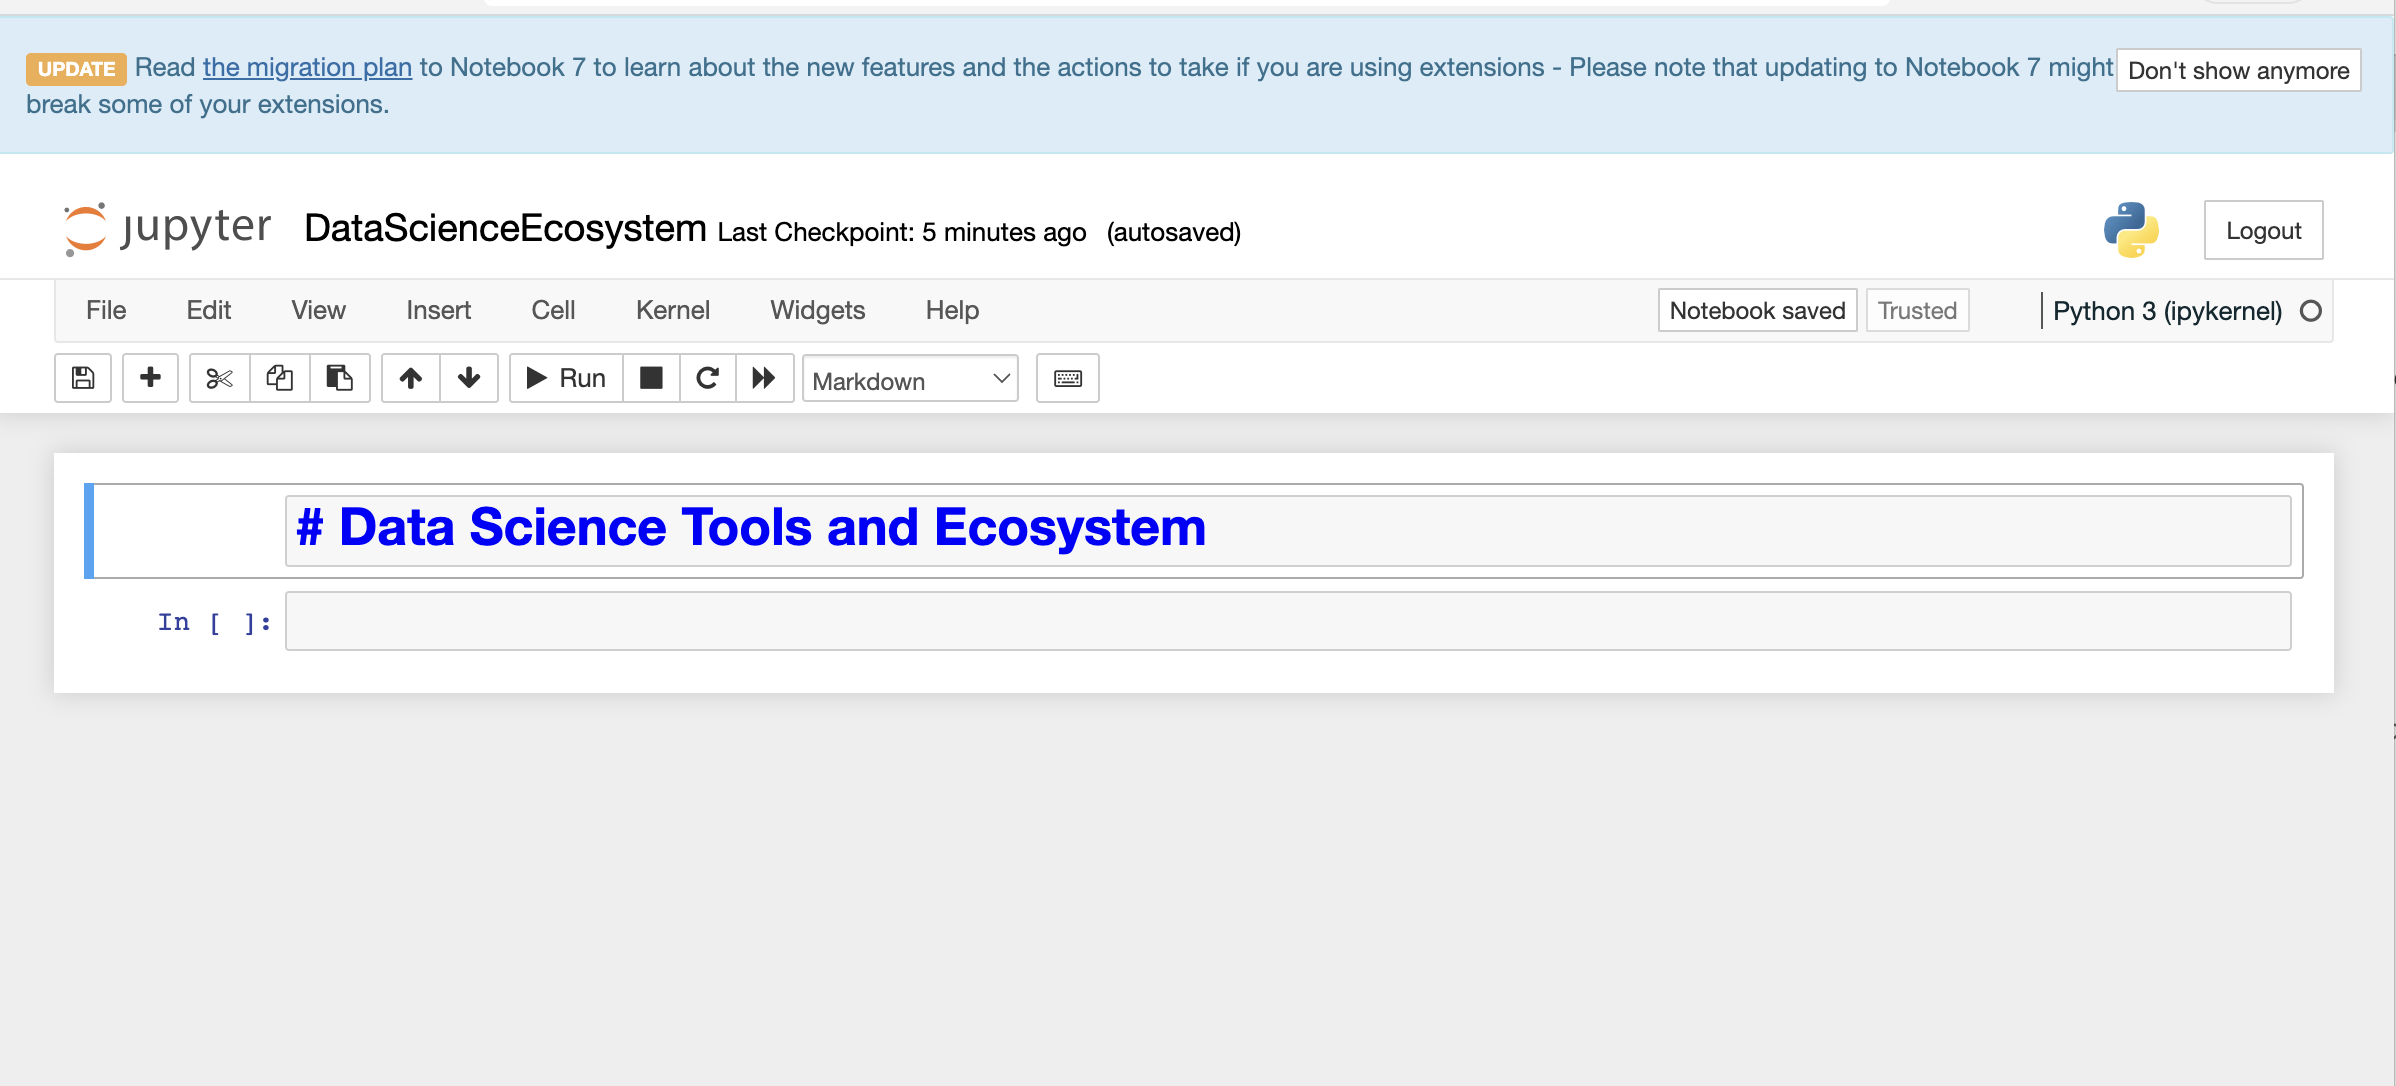 UPDATE Read the migration plan to Notebook 7 to learn about the new features and the actions to take if you are using extensions - Please note that updating to Notebook 7 might
break some of your extensions.
Don't show anymore
jupyter DataScienceEcosystem Last Checkpoint: 5 minutes ago (autosaved)
Logout
File Edit View Insert Cell Kernel Widgets Help
Notebook saved Trusted Python 3 (ipykernel)
Run Markdown
# Data Science Tools and Ecosystem
In [ ]: